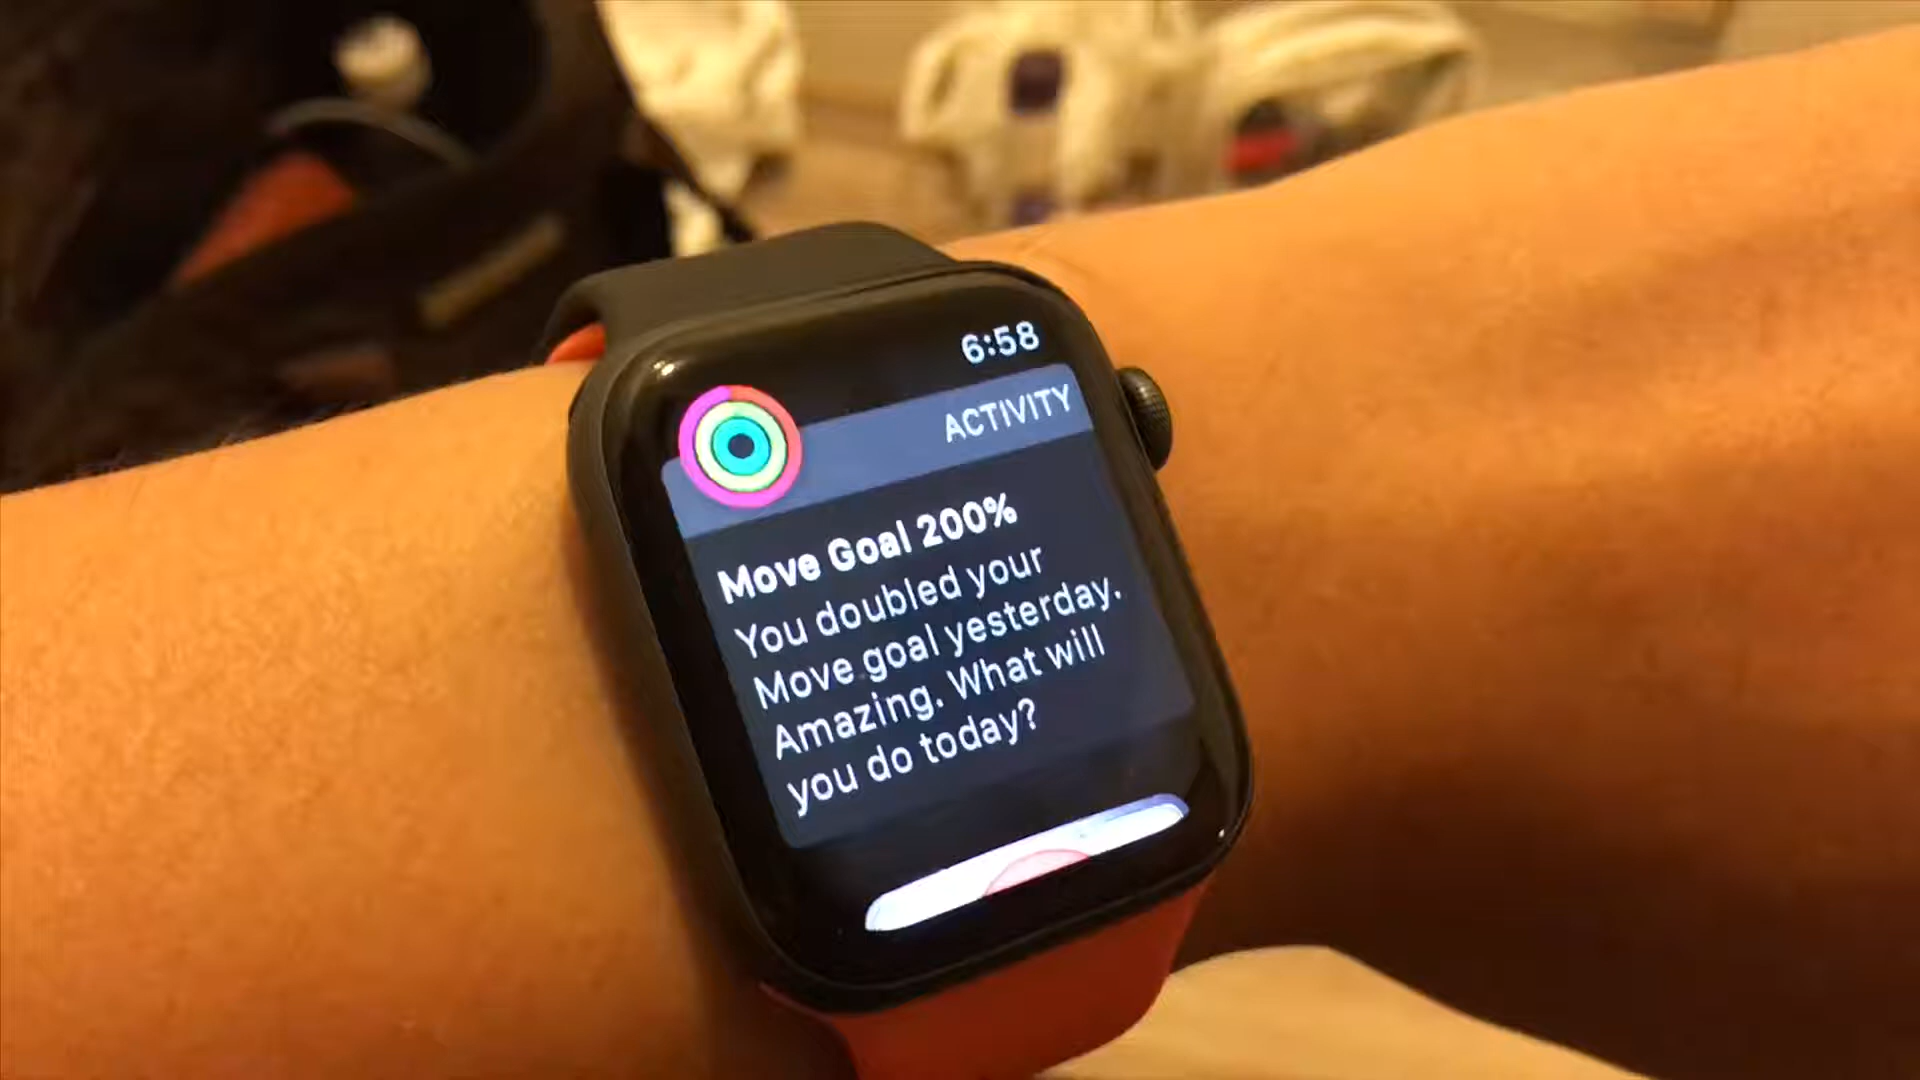 6:58
ACTIVITY
Move Goal 200%
You doubled your
Move goal yesterday.
Amazing. What will
you do today?